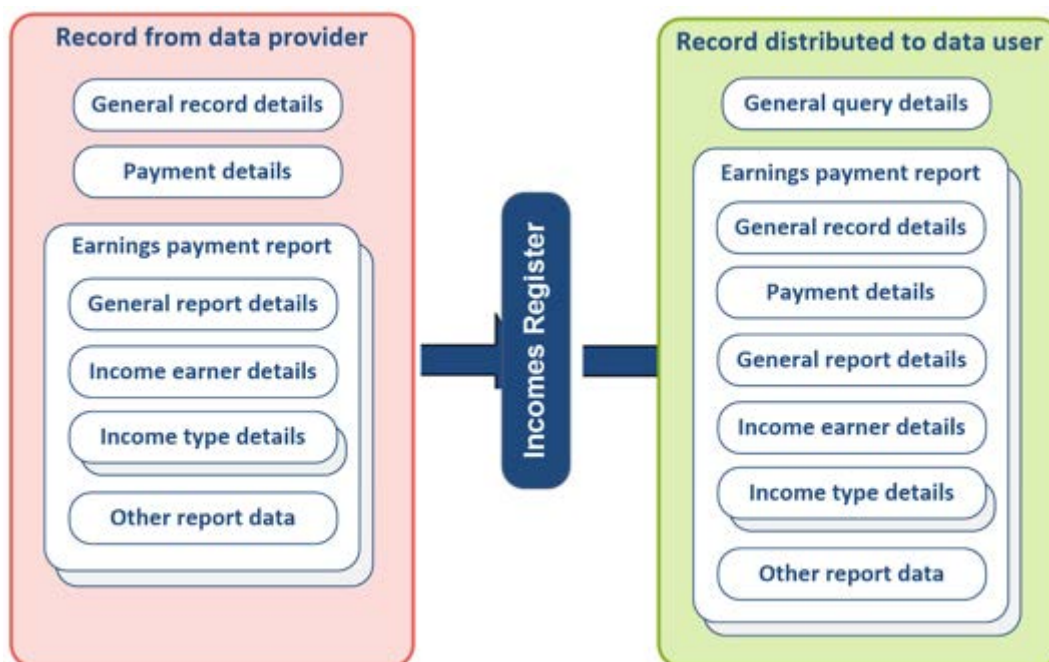 Record from data provider
General record details
Payment details
Earnings payment report
General report details
Income earner details
Income type details
Other report data
Incomes Register
Record distributed to data user
General query details
Earnings payment report
General record details
Payment details
General report details
Income earner details
Income type details
Other report data